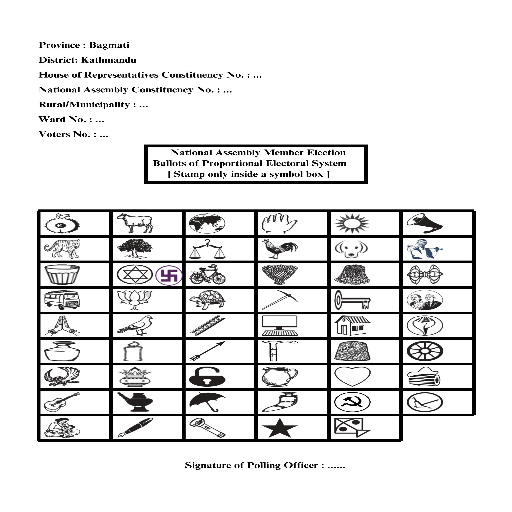 Province : Bagmati
District: Kathmandu
House of Representatives Constituency No. : ...
National Assembly Constituency No. : ...
Rural/Municipality : ...
Ward No. : ...
Voters No. : ...
National Assembly Member Election
Ballots of Proportional Electoral System
[ Stamp only inside a symbol box ]
Signature of Polling Officer : ......